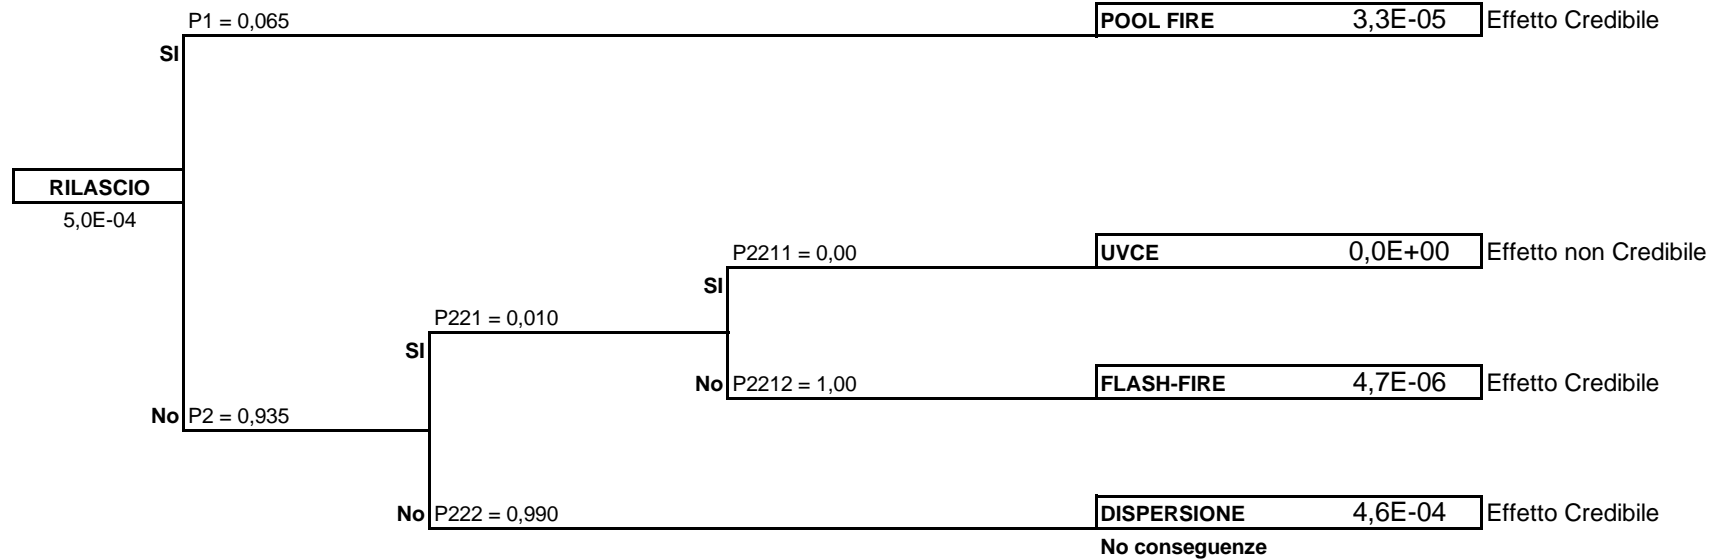 P1 = 0,065
POOL FIRE 3,3E-05 Effetto Credibile
SI
RILASCIO
5,0E-04
P2211 = 0,00
UVCE 0,0E+00 Effetto non Credibile
SI
P221 = 0,010
SI
No P2212 = 1,00
FLASH-FIRE 4,7E-06 Effetto Credibile
No P2 = 0,935
No P222 = 0,990
DISPERSIONE 4,6E-04 Effetto Credibile
No conseguenze